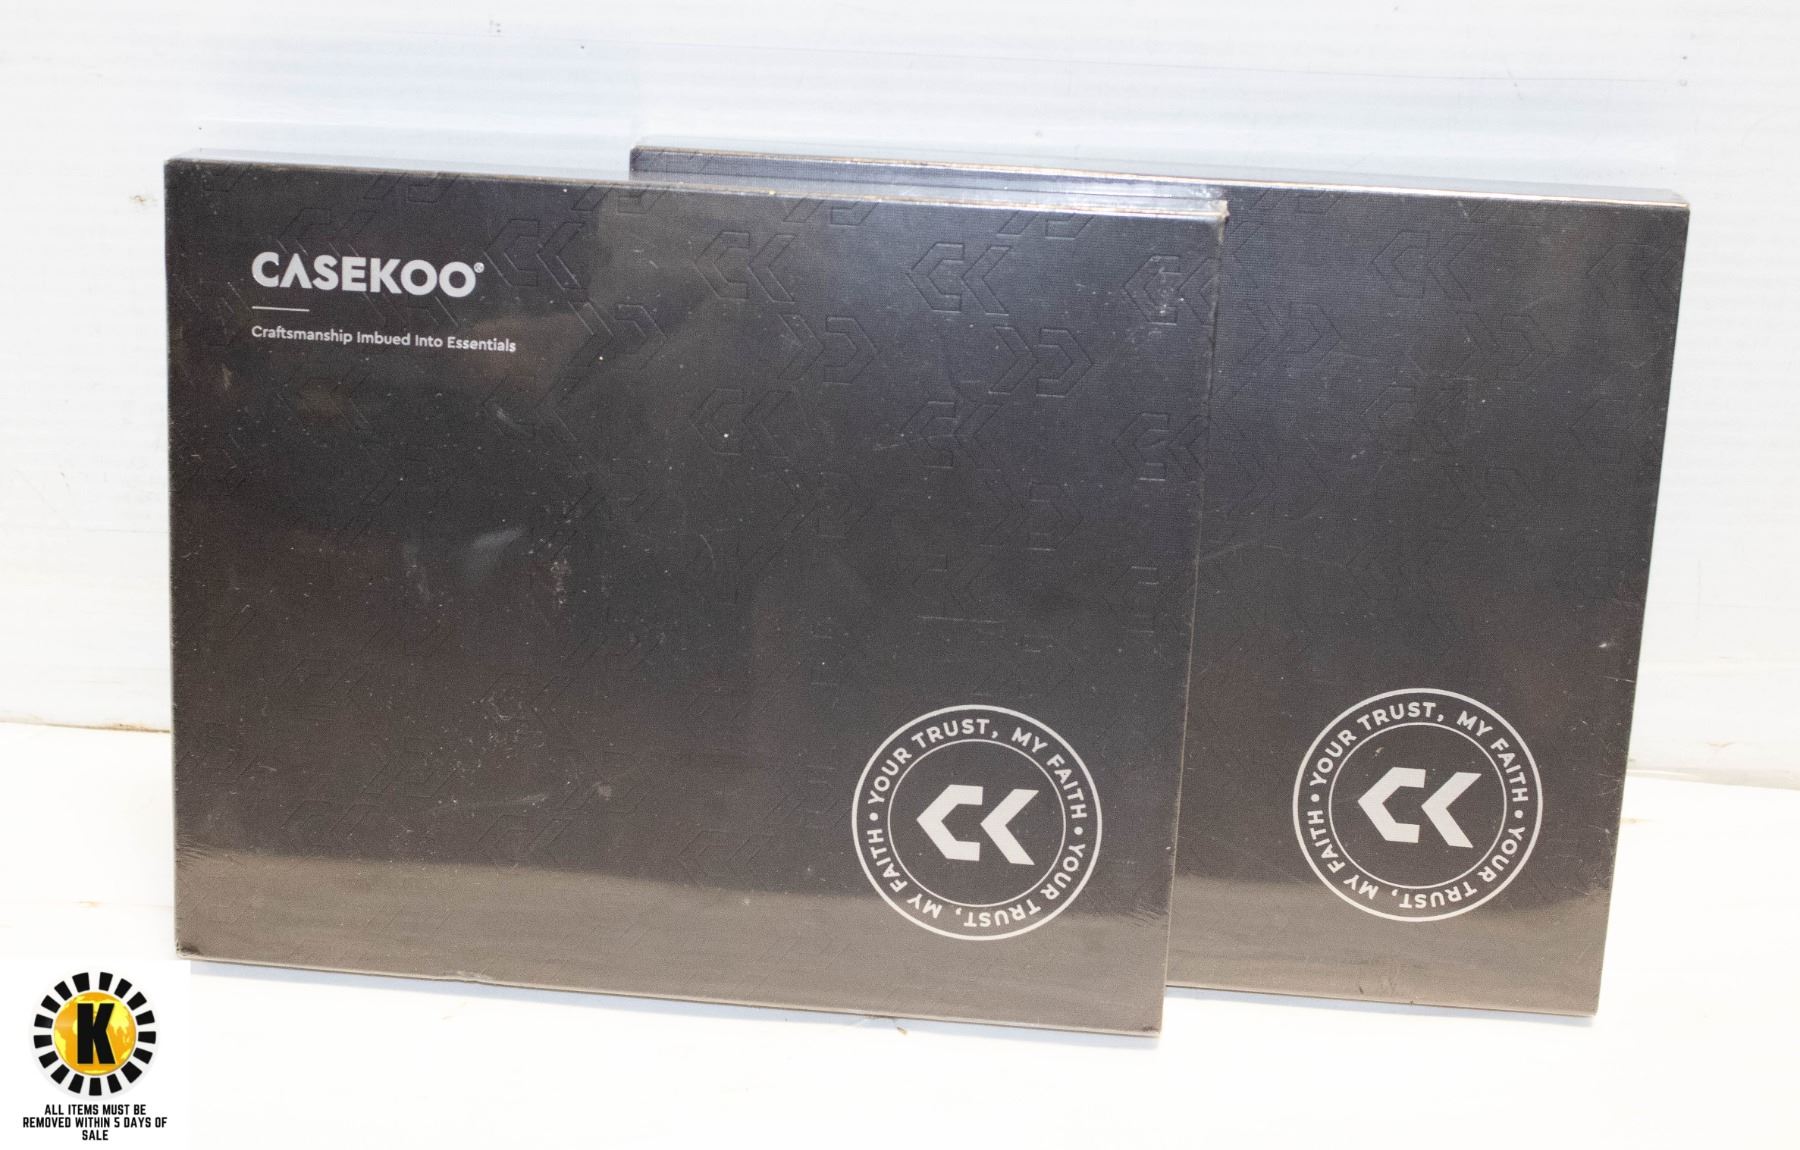 CASEKOO®
Craftsmanship Imbued Into Essentials
• YOUR TRUST, MY FAITH • YOUR TRUST, MY FAITH
CK
• YOUR TRUST, MY FAITH • YOUR TRUST, MY FAITH
CK
K
ALL ITEMS MUST BE
REMOVED WITHIN 5 DAYS OF
SALE